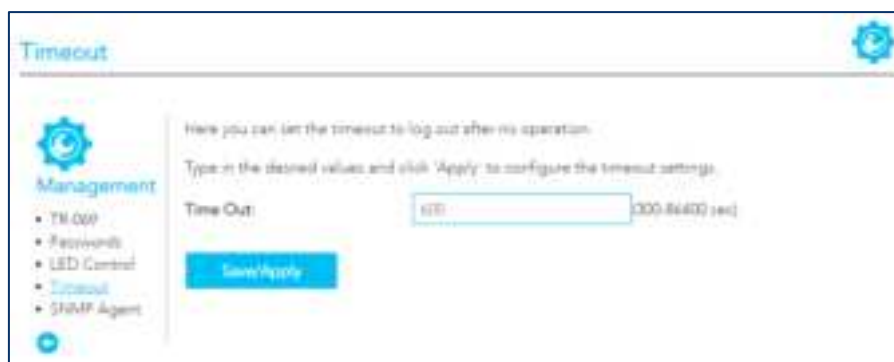 Timeout
Management
• TR-069
• Passwords
• LED Control
• Timeout
• SNMP Agent
Here you can set the timeout to log out after no operation.
Type in the desired values and click 'Apply' to configure the timeout settings.
Time Out: 600 (300-86400 sec)
Save/Apply